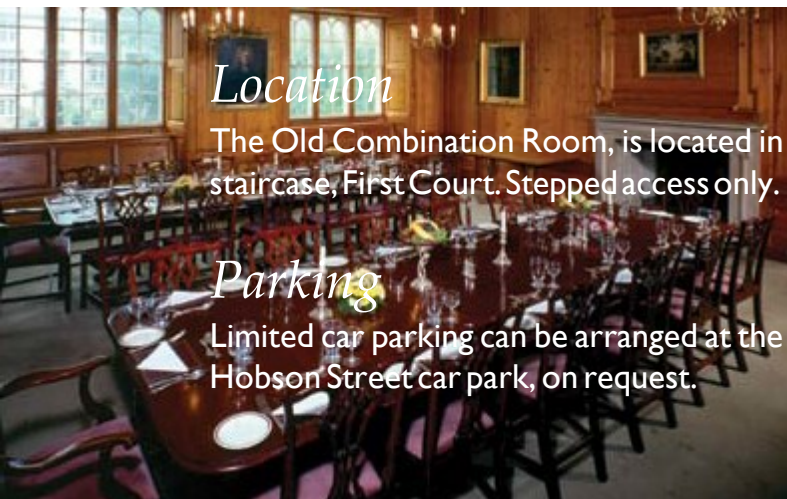 Location
The Old Combination Room, is located in
staircase, First Court. Stepped access only.
Parking
Limited car parking can be arranged at the
Hobson Street car park, on request.